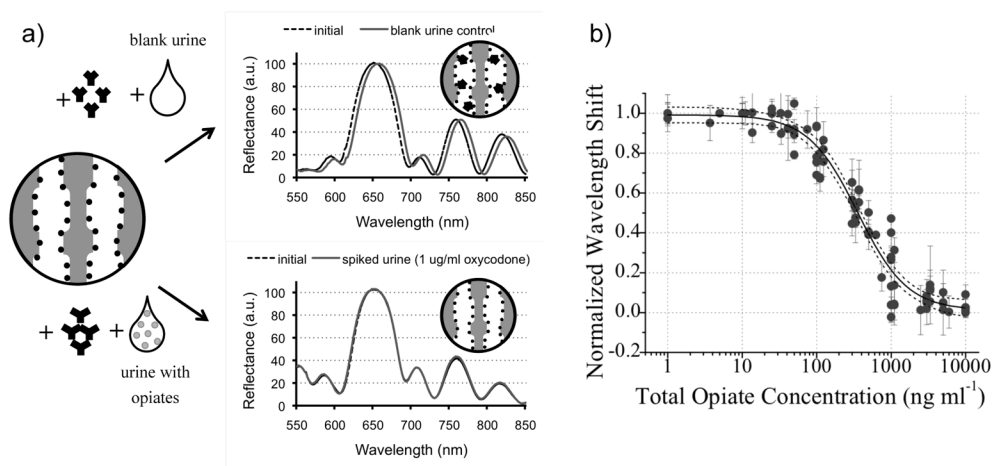 a)
blank urine
+
+
+
+
urine with
opiates
initial
blank urine control
Reflectance (a.u.)
100
80
60
40
20
0
550 600 650 700 750 800 850
Wavelength (nm)
initial
spiked urine (1 ug/ml oxycodone)
Reflectance (a.u.)
100
80
60
40
20
0
550 600 650 700 750 800 850
Wavelength (nm)
b)
Normalized Wavelength Shift
1.0
0.8
0.6
0.4
0.2
0.0
-0.2
1 10 100 1000 10000
Total Opiate Concentration (ng ml⁻¹)